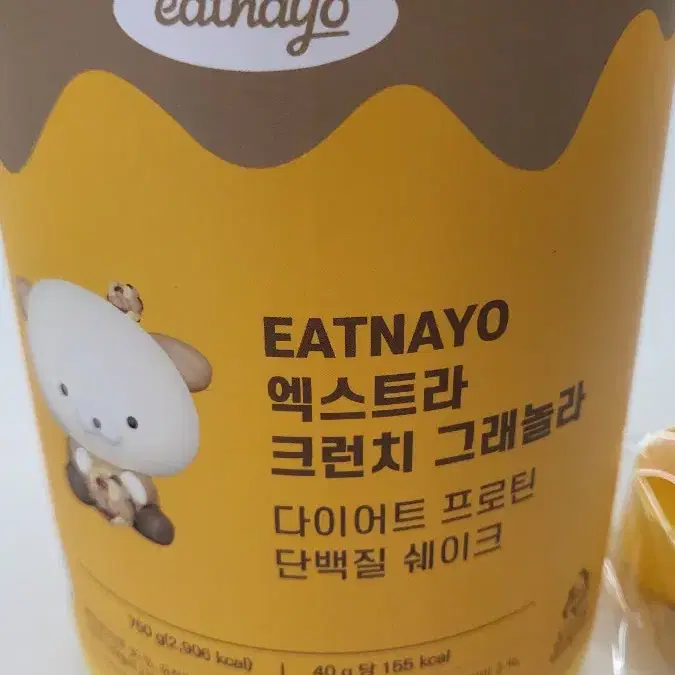 eatnayo
EATNAYO
엑스트라
크런치 그래놀라
다이어트 프로틴
단백질 쉐이크
750 g(2,906 kcal) | 40 g 당 155 kcal